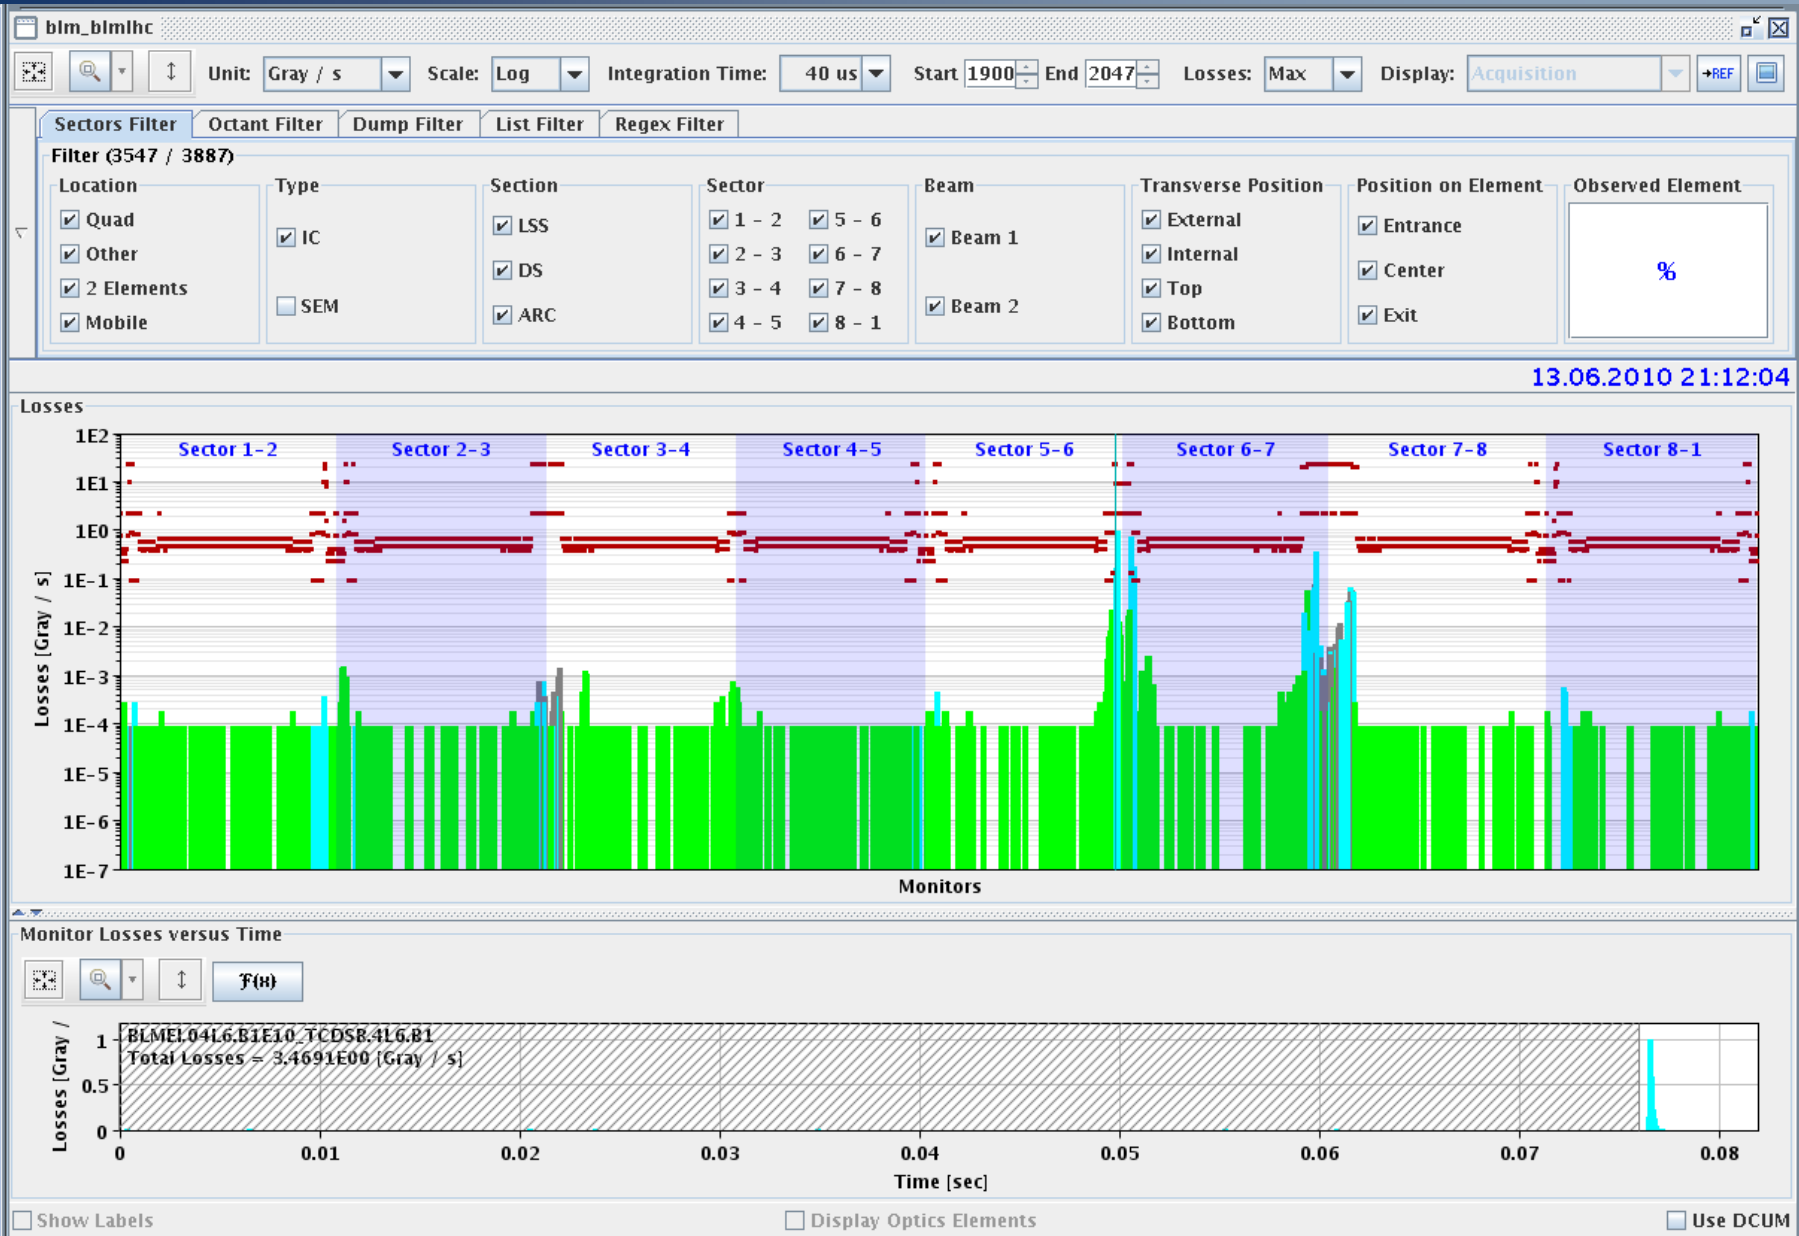 blm_blmlhc
Unit: Gray / s Scale: Log Integration Time: 40 us Start 1900 End 2047 Losses: Max Display: Acquisition →REF
Sectors Filter Octant Filter Dump Filter List Filter Regex Filter
Filter (3547 / 3887)
Location Type Section Sector Beam Transverse Position Position on Element Observed Element
Quad
Other
2 Elements
Mobile
IC
SEM
LSS
DS
ARC
1 - 2 5 - 6
2 - 3 6 - 7
3 - 4 7 - 8
4 - 5 8 - 1
Beam 1
Beam 2
External
Internal
Top
Bottom
Entrance
Center
Exit
%
13.06.2010 21:12:04
Losses
Sector 1-2 Sector 2-3 Sector 3-4 Sector 4-5 Sector 5-6 Sector 6-7 Sector 7-8 Sector 8-1
1E2
1E1
1E0
1E-1
1E-2
1E-3
1E-4
1E-5
1E-6
1E-7
Losses [Gray / s]
Monitors
Monitor Losses versus Time
F(x)
BLMEI.04L6.B1E10_TCDSB.4L6.B1
Total Losses = 3.4691E00 [Gray / s]
Losses [Gray /
1
0.5
0
0 0.01 0.02 0.03 0.04 0.05 0.06 0.07 0.08
Time [sec]
Show Labels Display Optics Elements Use DCUM